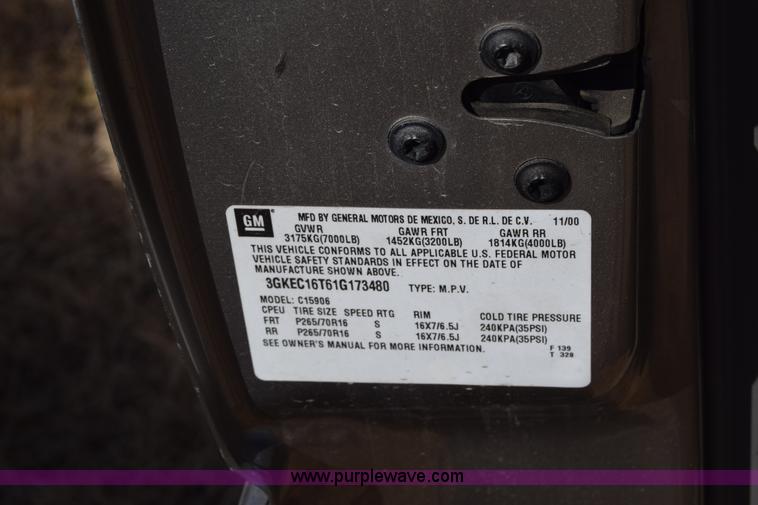 GM MFD BY GENERAL MOTORS DE MEXICO, S. DE R.L. DE C.V. 11/00
GVWR GAWR FRT GAWR RR
3175KG(7000LB) 1452KG(3200LB) 1814KG(4000LB)
THIS VEHICLE CONFORMS TO ALL APPLICABLE U.S. FEDERAL MOTOR
VEHICLE SAFETY STANDARDS IN EFFECT ON THE DATE OF
MANUFACTURE SHOWN ABOVE.
3GKEC16T61G173480 TYPE: M.P.V.
MODEL: C15906
CPEU TIRE SIZE SPEED RTG RIM COLD TIRE PRESSURE
FRT P265/70R16 S 16X7/6.5J 240KPA(35PSI)
RR P265/70R16 S 16X7/6.5J 240KPA(35PSI)
SEE OWNER'S MANUAL FOR MORE INFORMATION.
F 139
T 328
www.purplewave.com